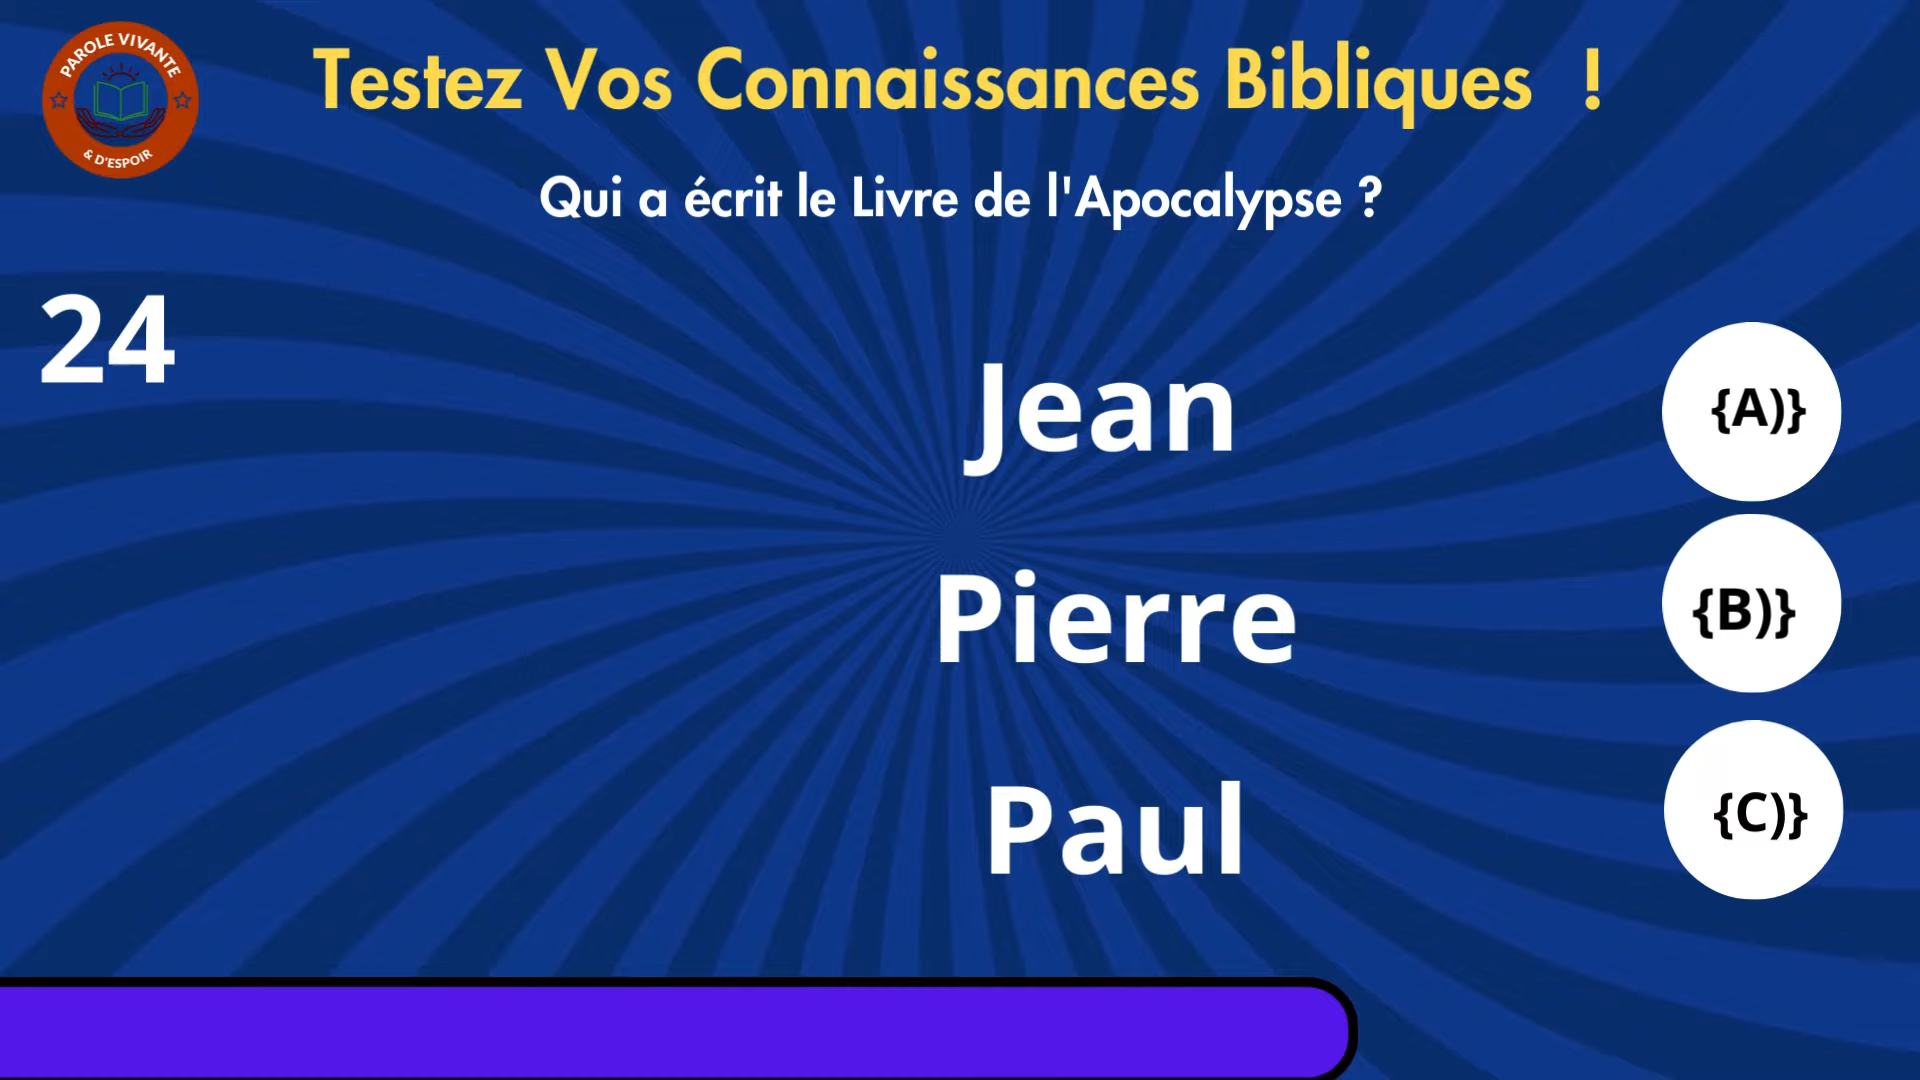 PAROLE VIVANTE
& D'ESPOIR
Testez Vos Connaissances Bibliques !
Qui a écrit le Livre de l'Apocalypse ?
24
Jean
{A)}
Pierre
{B)}
Paul
{C)}